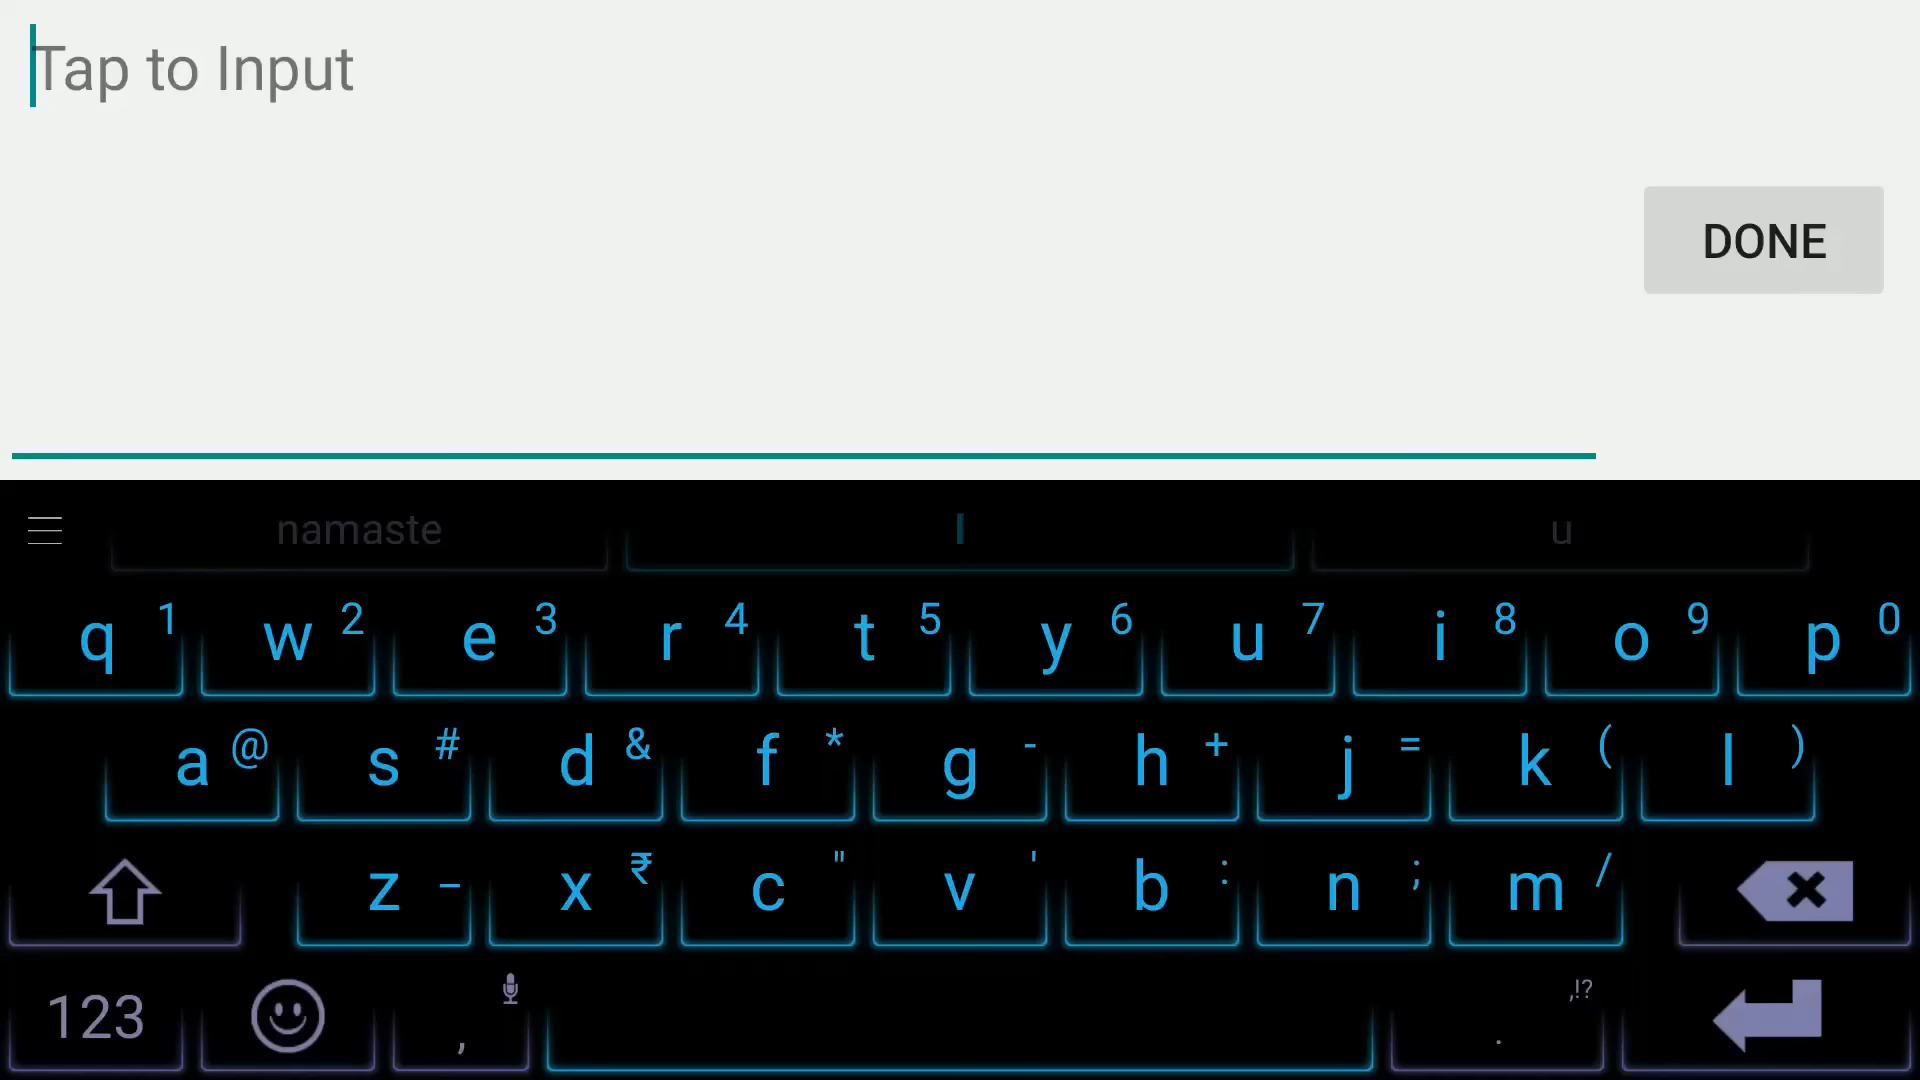 Tap to Input
DONE
namaste I u
q 1 w 2 e 3 r 4 t 5 y 6 u 7 i 8 o 9 p 0
a @ s # d & f * g - h + j = k ( l )
z _ x ₹ c " v ' b : n ; m /
123 , . ,!?